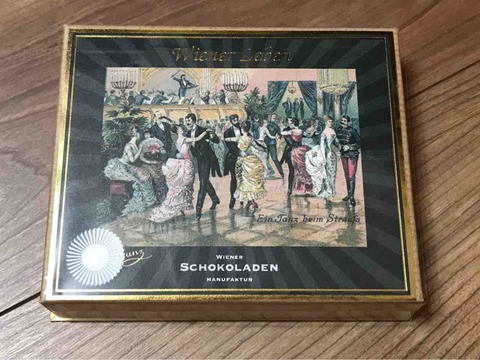 Wiener Leben
Ein Tanz beim Strauß
WIENER
SCHOKOLADEN
MANUFAKTUR